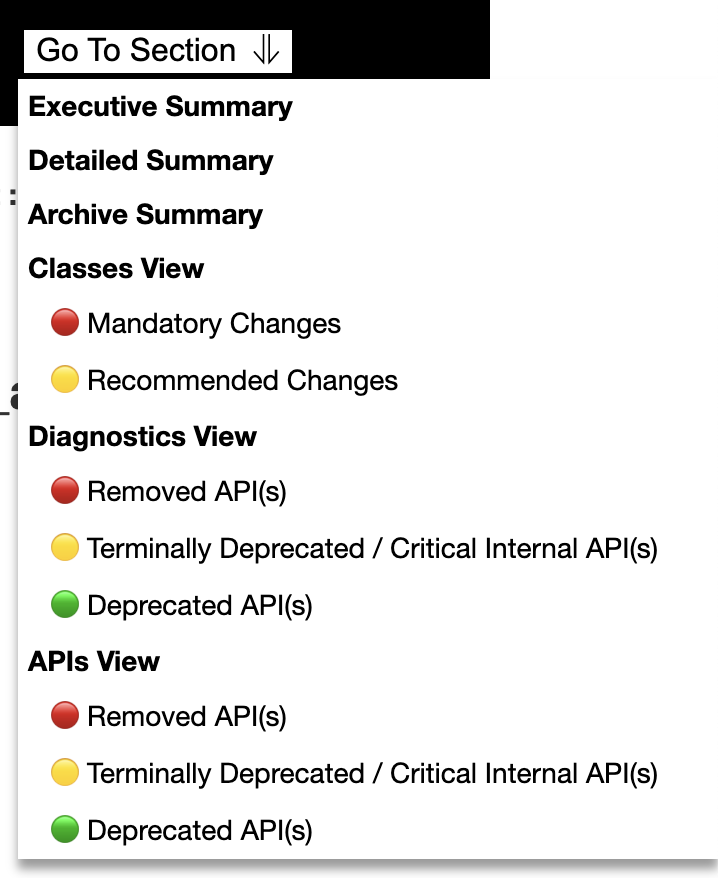 Go To Section ⇓
Executive Summary
Detailed Summary
:
Archive Summary
Classes View
Mandatory Changes
Recommended Changes
Diagnostics View
Removed API(s)
Terminally Deprecated / Critical Internal API(s)
Deprecated API(s)
APIs View
Removed API(s)
Terminally Deprecated / Critical Internal API(s)
Deprecated API(s)